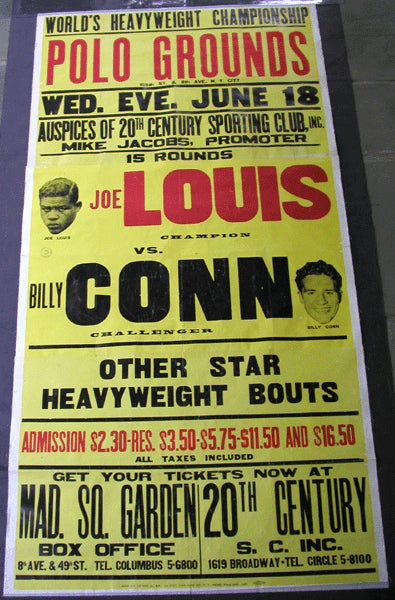 WORLD'S HEAVYWEIGHT CHAMPIONSHIP
POLO GROUNDS
ST. & 8th AVE. N.Y. CITY
WED. EVE. JUNE 18
AUSPICES OF 20TH CENTURY SPORTING CLUB, INC.
MIKE JACOBS, PROMOTER
15 ROUNDS
JOE LOUIS
JOE LOUIS
CHAMPION
VS.
BILLY CONN
BILLY CONN
CHALLENGER
OTHER STAR
HEAVYWEIGHT BOUTS
ADMISSION $2.30-RES. $3.50-$5.75-$11.50 AND $16.50
ALL TAXES INCLUDED
GET YOUR TICKETS NOW AT
MAD. SQ. GARDEN
BOX OFFICE
8th AVE. & 49th ST. TEL. COLUMBUS 5-6800
20TH CENTURY
S. C. INC.
1619 BROADWAY • TEL. CIRCLE 5-8100